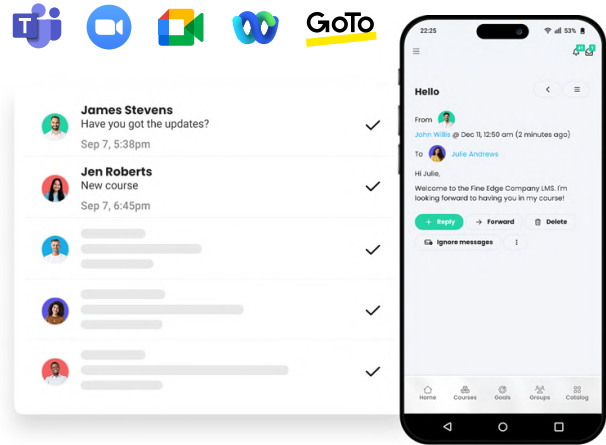 GoTo
James Stevens
Have you got the updates?
Sep 7, 5:38pm
Jen Roberts
New course
Sep 7, 6:45pm
22:25
53%
Hello
From
John Willis @ Dec 11, 12:50 am (2 minutes ago)
To
Julie Andrews
Hi Julie,
Welcome to the Fine Edge Company LMS. I'm
looking forward to having you in my course!
+ Reply
Forward
Delete
Ignore messages
Home Courses Goals Groups Catalog